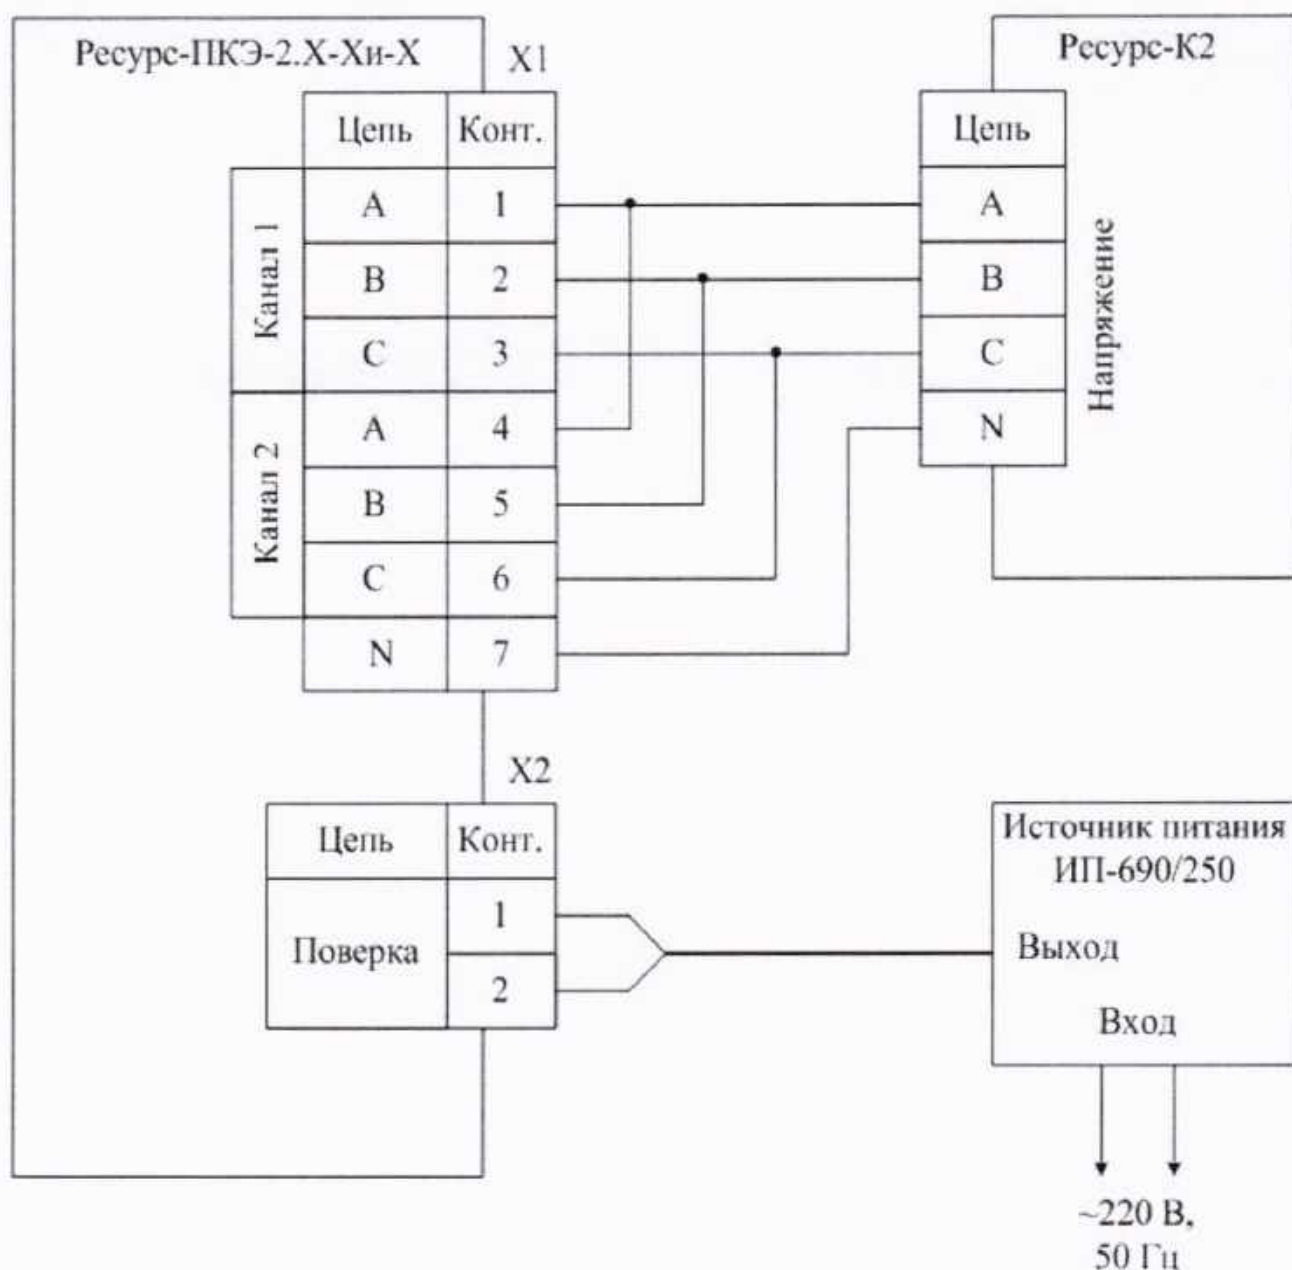 Ресурс-ПКЭ-2.Х-Хи-Х
X1
Цепь Конт.
Канал 1
A 1
B 2
C 3
Канал 2
A 4
B 5
C 6
N 7
Ресурс-К2
Цепь
A
B
C
N
Напряжение
X2
Цепь Конт.
Поверка
1
2
Источник питания
ИП-690/250
Выход
Вход
~220 В,
50 Гц